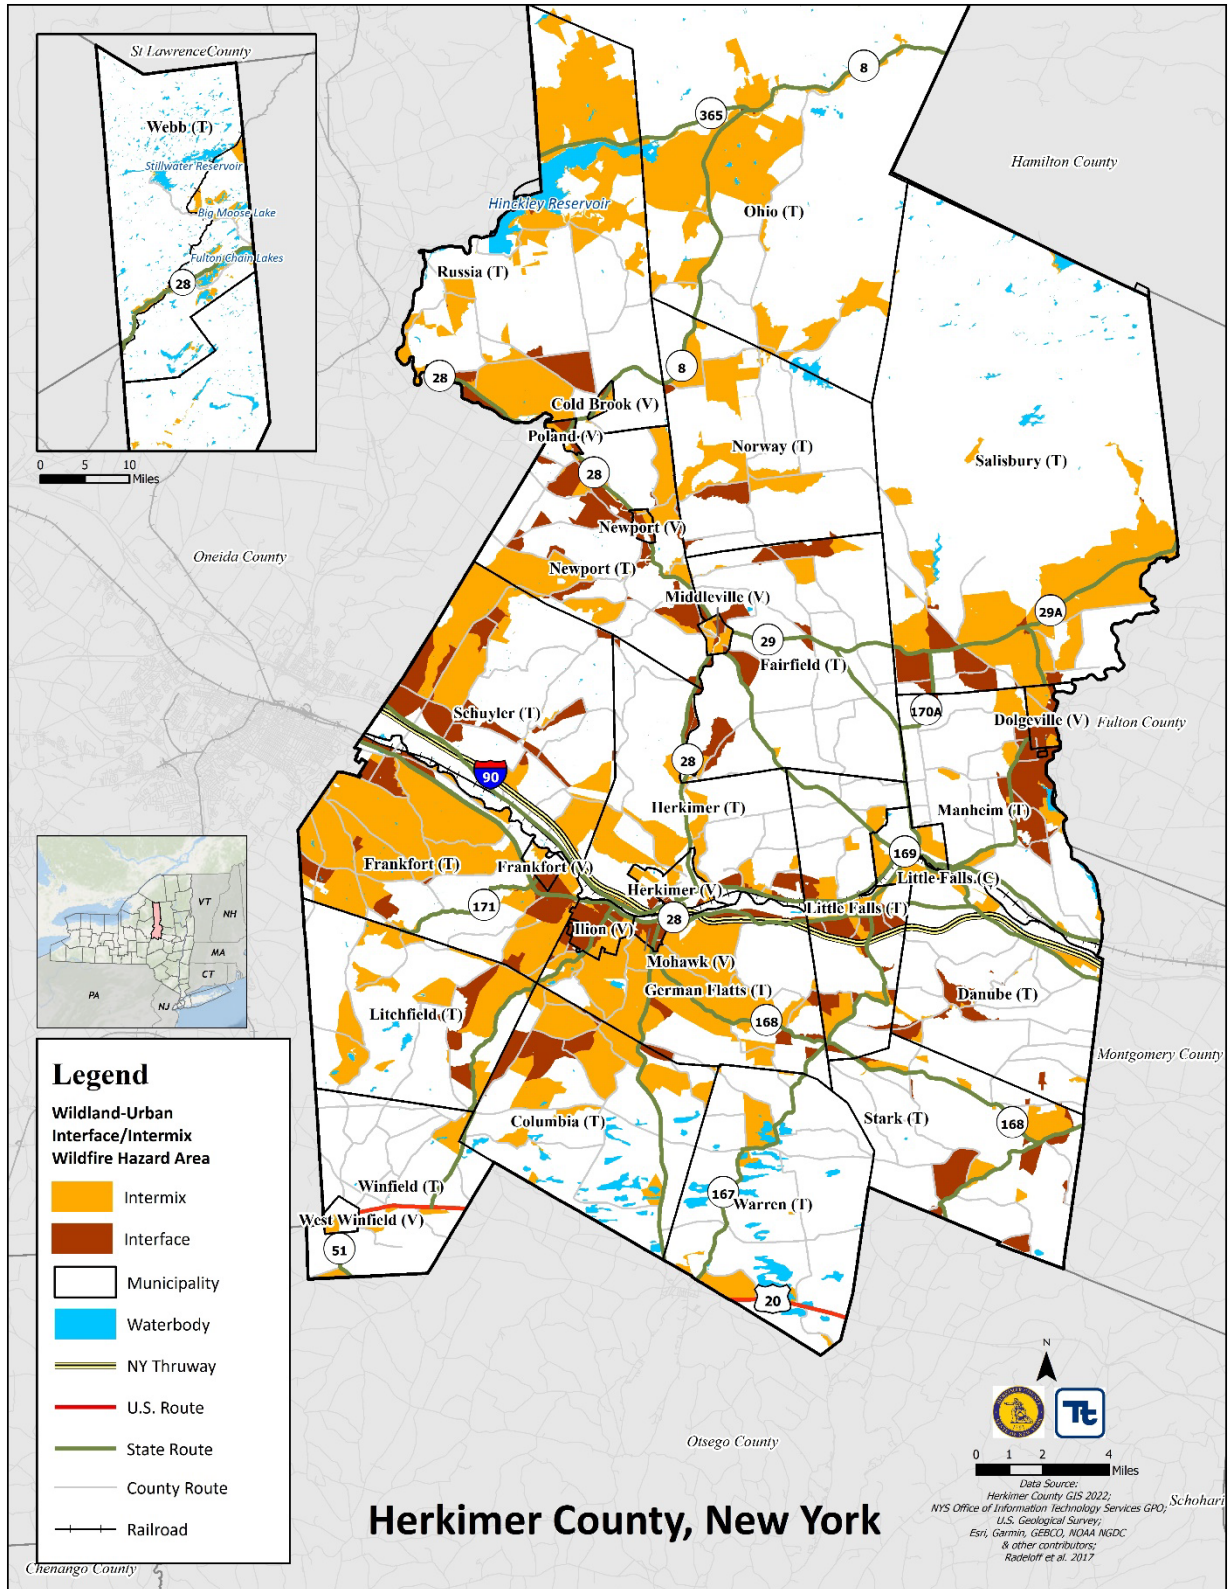 St Lawrence County
Webb (T)
Stillwater Reservoir
Big Moose Lake
Fulton Chain Lakes
28
0 5 10
Miles
8
365
Hamilton County
Hinckley Reservoir
Ohio (T)
Russia (T)
28
8
Cold Brook (V)
Poland (V)
Norway (T)
Salisbury (T)
28
Newport (V)
Oneida County
Newport (T)
Middleville (V)
29A
29
Fairfield (T)
Schuyler (T)
170A
Dolgeville (V)
Fulton County
28
90
Herkimer (T)
Manheim (T)
169
Frankfort (T)
Frankfort (V)
Little Falls (C)
Herkimer (V)
171
28
Little Falls (T)
Ilion (V)
Mohawk (V)
German Flatts (T)
Danube (T)
Litchfield (T)
168
Montgomery County
Columbia (T)
Stark (T)
168
Winfield (T)
167
Warren (T)
West Winfield (V)
51
20
VT
NH
MA
CT
PA
NJ
Legend
Wildland-Urban
Interface/Intermix
Wildfire Hazard Area
Intermix
Interface
Municipality
Waterbody
NY Thruway
U.S. Route
State Route
County Route
Railroad
N
Tt
0 1 2 4
Miles
Otsego County
Data Source:
Herkimer County GIS 2022;
NYS Office of Information Technology Services GPO;
U.S. Geological Survey;
Esri, Garmin, GEBCO, NOAA NGDC
& other contributors;
Radeloff et al. 2017
Schohari
Herkimer County, New York
Chenango County